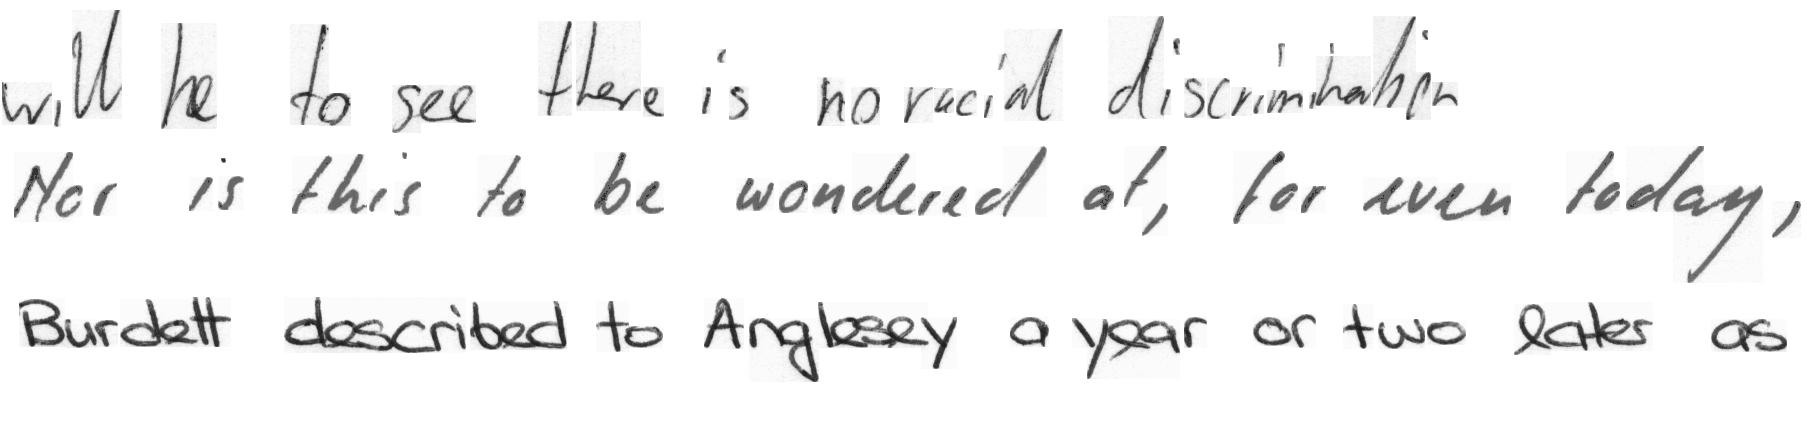 will be to see there is no racial discrimination
Nor is this to be wondered at, for even today,
Burdett described to Anglesey a year or two later as